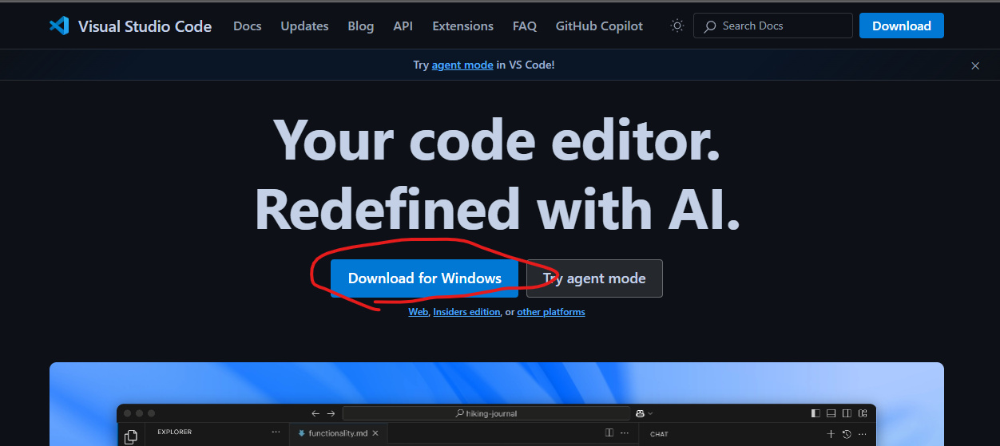 Visual Studio Code Docs Updates Blog API Extensions FAQ GitHub Copilot Search Docs Download
Try agent mode in VS Code!
Your code editor.
Redefined with AI.
Download for Windows Try agent mode
Web, Insiders edition, or other platforms
hiking-journal
EXPLORER functionality.md CHAT